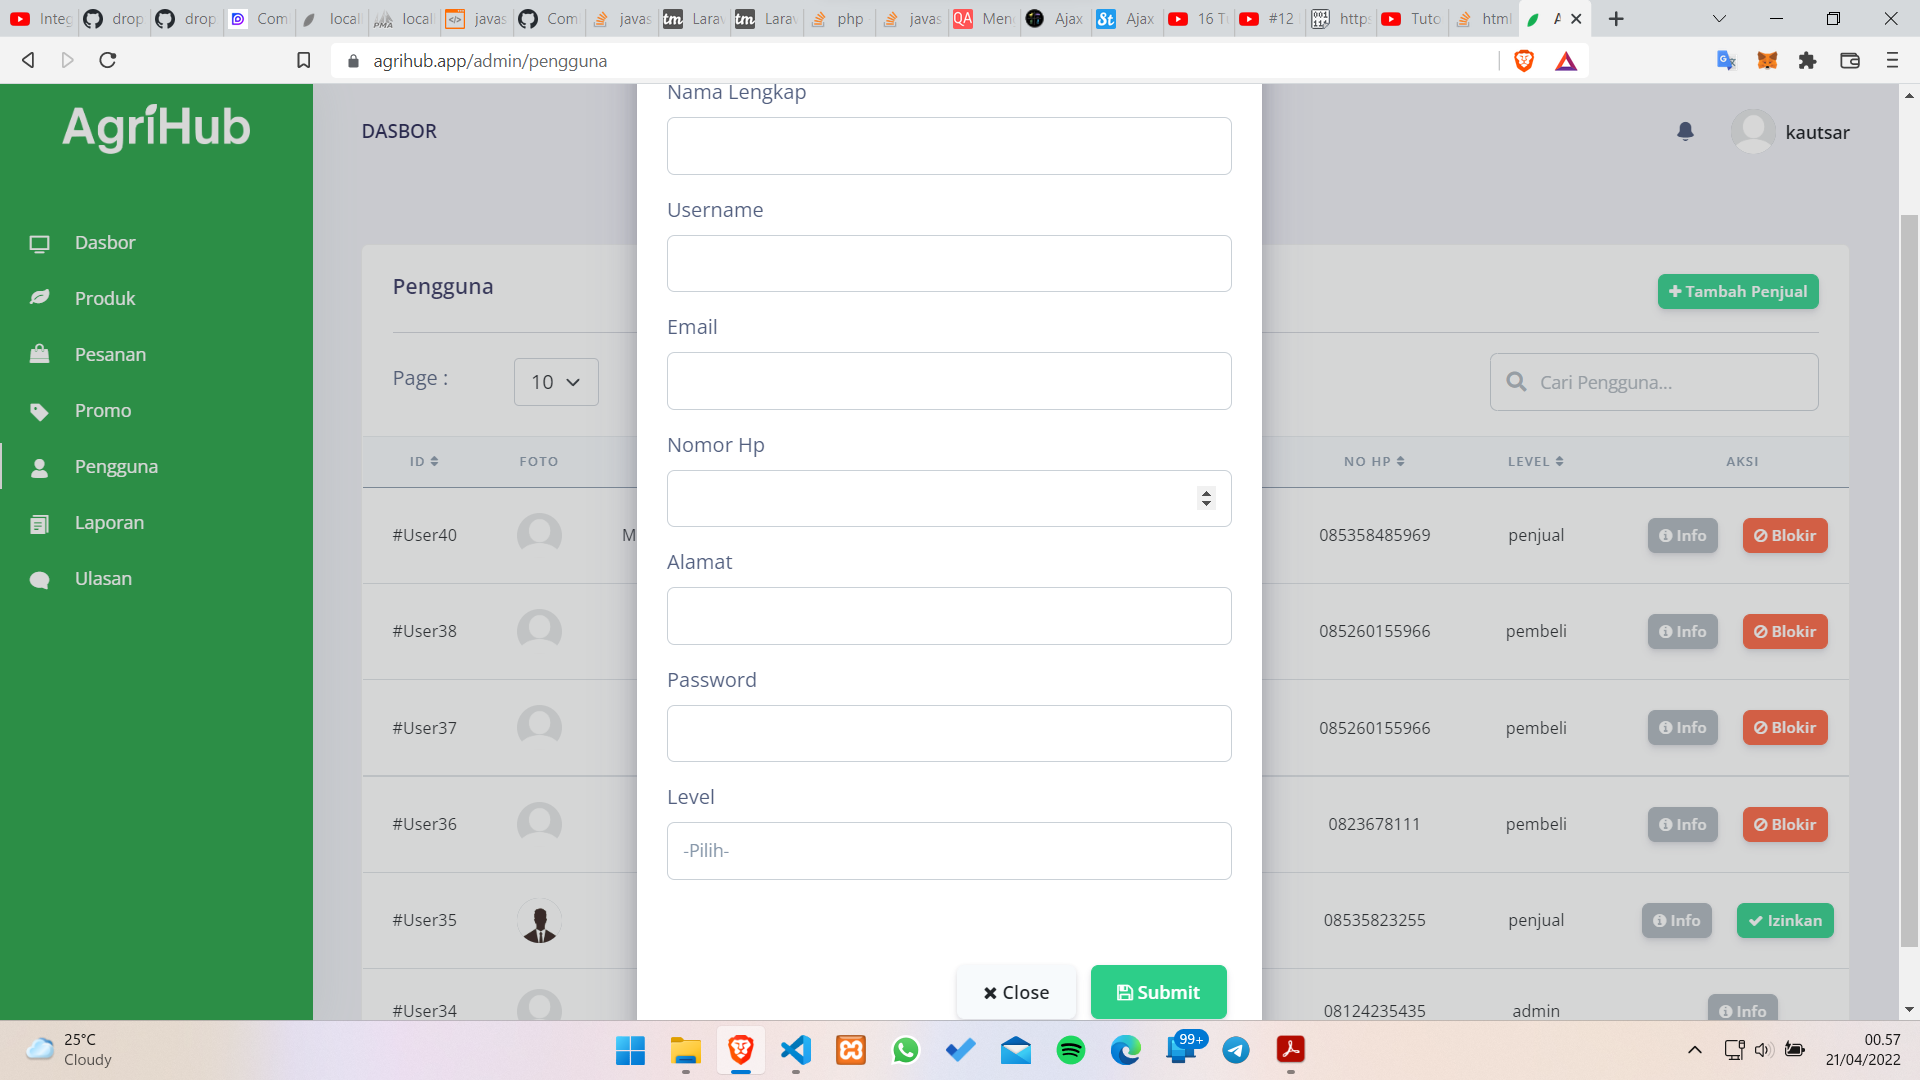 Integ
drop
drop
Com
local
local
javas
Com
javas
Larav
Larav
php
javas
Men
Ajax
Ajax
16 Tu
#12
https
Tuto
html
A
agrihub.app/admin/pengguna
AgriHub
DASBOR
kautsar
Dasbor
Produk
Pesanan
Promo
Pengguna
Laporan
Ulasan
Pengguna
Tambah Penjual
Page :
10
Cari Pengguna...
ID
FOTO
NO HP
LEVEL
AKSI
#User40
M
085358485969
penjual
Info
Blokir
#User38
085260155966
pembeli
Info
Blokir
#User37
085260155966
pembeli
Info
Blokir
#User36
0823678111
pembeli
Info
Blokir
#User35
08535823255
penjual
Info
Izinkan
#User34
08124235435
admin
Info
Nama Lengkap
Username
Email
Nomor Hp
Alamat
Password
Level
-Pilih-
Close
Submit
25°C
Cloudy
99+
00.57
21/04/2022